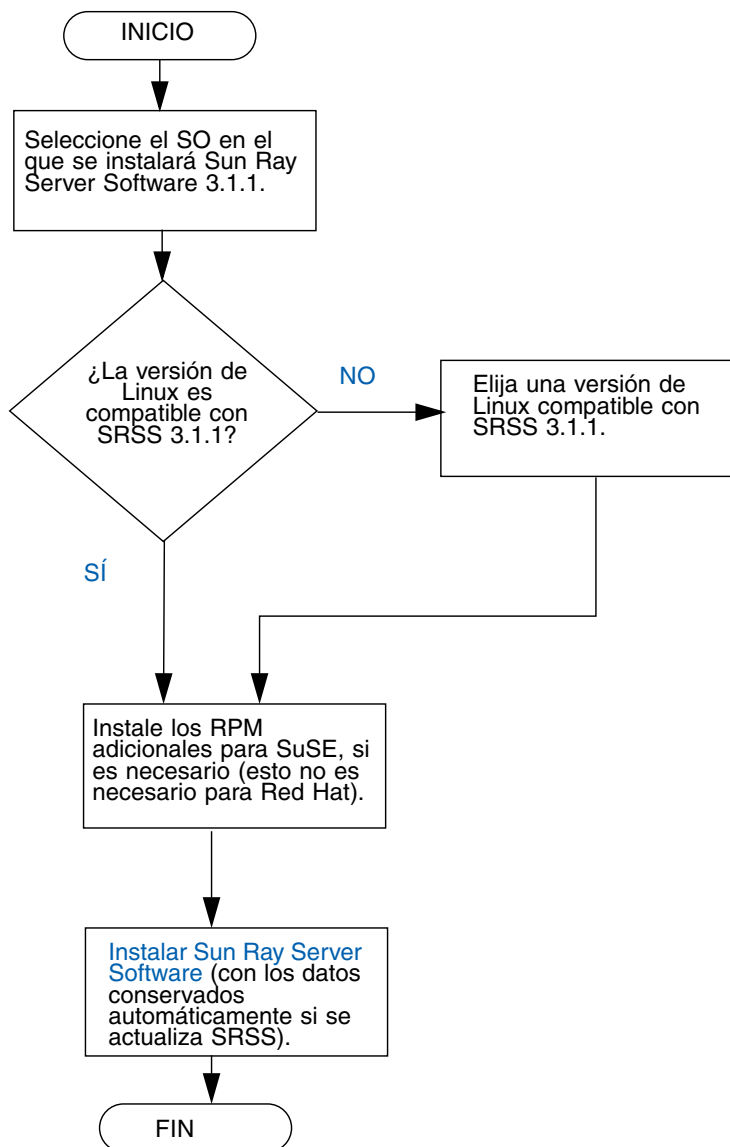 INICIO
Seleccione el SO en el
que se instalará Sun Ray
Server Software 3.1.1.
¿La versión de
Linux es
compatible con
SRSS 3.1.1?
NO
Elija una versión de
Linux compatible con
SRSS 3.1.1.
SÍ
Instale los RPM
adicionales para SuSE, si
es necesario (esto no es
necesario para Red Hat).
Instalar Sun Ray Server
Software (con los datos
conservados
automáticamente si se
actualiza SRSS).
FIN